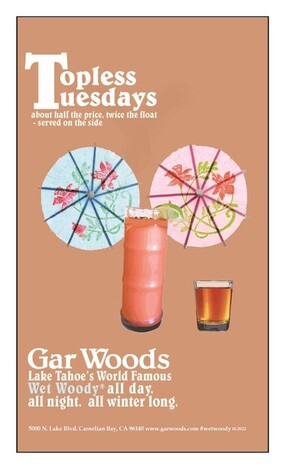 Topless
Tuesdays
about half the price, twice the float
- served on the side
Gar Woods
Lake Tahoe's World Famous
Wet Woody® all day.
all night. all winter long.
5000 N. Lake Blvd. Carnelian Bay, CA 96140 www.garwoods.com #wetwoody 10.2022